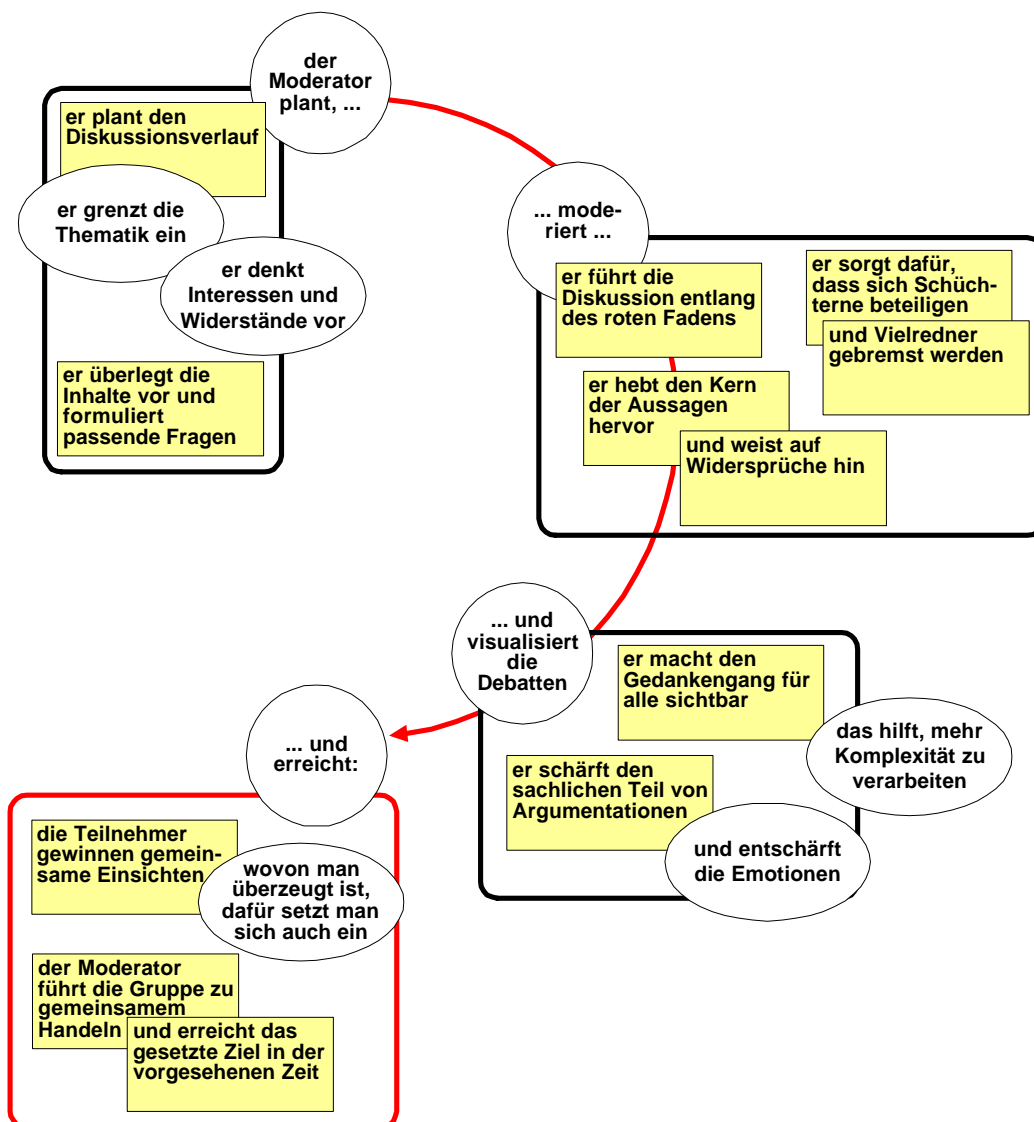 der
Moderator
plant, ...
er plant den
Diskussionsverlauf
er grenzt die
Thematik ein
er denkt
Interessen und
Widerstände vor
er überlegt die
Inhalte vor und
formuliert
passende Fragen
... mode-
riert ...
er führt die
Diskussion entlang
des roten Fadens
er sorgt dafür,
dass sich Schüch-
terne beteiligen
und Vielredner
gebremst werden
er hebt den Kern
der Aussagen
hervor
und weist auf
Widersprüche hin
... und
visualisiert
die
Debatten
er macht den
Gedankengang für
alle sichtbar
das hilft, mehr
Komplexität zu
verarbeiten
er schärft den
sachlichen Teil von
Argumentationen
und entschärft
die Emotionen
... und
erreicht:
die Teilnehmer
gewinnen gemein-
same Einsichten
wovon man
überzeugt ist,
dafür setzt man
sich auch ein
der Moderator
führt die Gruppe zu
gemeinsamem
Handeln
und erreicht das
gesetzte Ziel in der
vorgesehenen Zeit